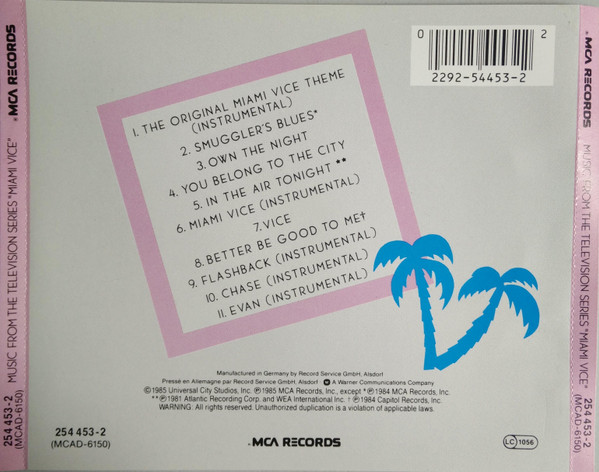 MCA RECORDS
MUSIC FROM THE TELEVISION SERIES "MIAMI VICE"
254 453-2
(MCAD-6150)
0 2
2292-54453-2
1. THE ORIGINAL MIAMI VICE THEME
(INSTRUMENTAL)
2. SMUGGLER'S BLUES*
3. OWN THE NIGHT
4. YOU BELONG TO THE CITY
5. IN THE AIR TONIGHT **
6. MIAMI VICE (INSTRUMENTAL)
7. VICE
8. BETTER BE GOOD TO ME†
9. FLASHBACK (INSTRUMENTAL)
10. CHASE (INSTRUMENTAL)
11. EVAN (INSTRUMENTAL)
Manufactured in Germany by Record Service GmbH, Alsdorf
Pressé en Allemagne par Record Service GmbH, Alsdorf W A Warner Communications Company
©1985 Universal City Studios, Inc. ℗1985 MCA Records, Inc., except *℗1984 MCA Records, Inc.
**℗1981 Atlantic Recording Corp. and WEA International Inc. †℗1984 Capitol Records, Inc.
WARNING: All rights reserved. Unauthorized duplication is a violation of applicable laws.
254 453-2
(MCAD-6150)
MCA RECORDS
LC 1056
MCA RECORDS
MUSIC FROM THE TELEVISION SERIES "MIAMI VICE"
254 453-2
(MCAD-6150)